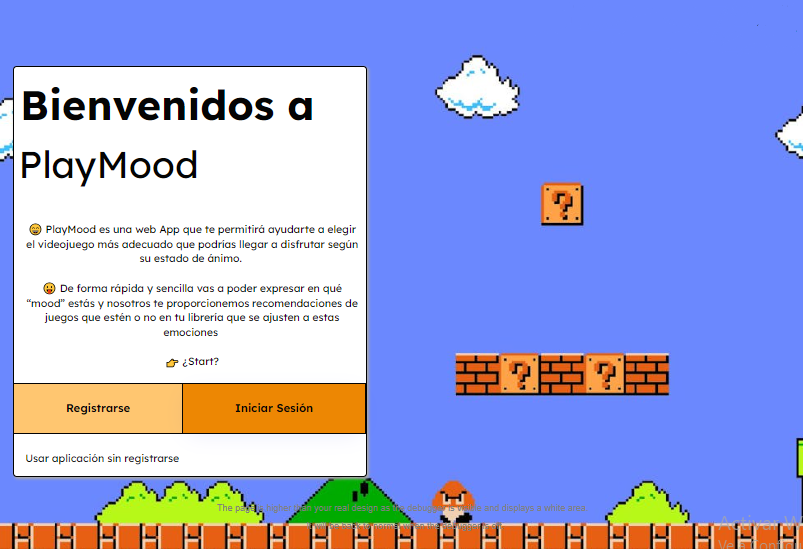 Bienvenidos a
PlayMood
😄 PlayMood es una web App que te permitirá ayudarte a elegir
el videojuego más adecuado que podrías llegar a disfrutar según
su estado de ánimo.
😛 De forma rápida y sencilla vas a poder expresar en qué
“mood” estás y nosotros te proporcionemos recomendaciones de
juegos que estén o no en tu librería que se ajusten a estas
emociones
👉 ¿Start?
Registrarse
Iniciar Sesión
Usar aplicación sin registrarse
?
? ?
The page is higher than your real design as the debugger is visible and displays a white area.
Activar W